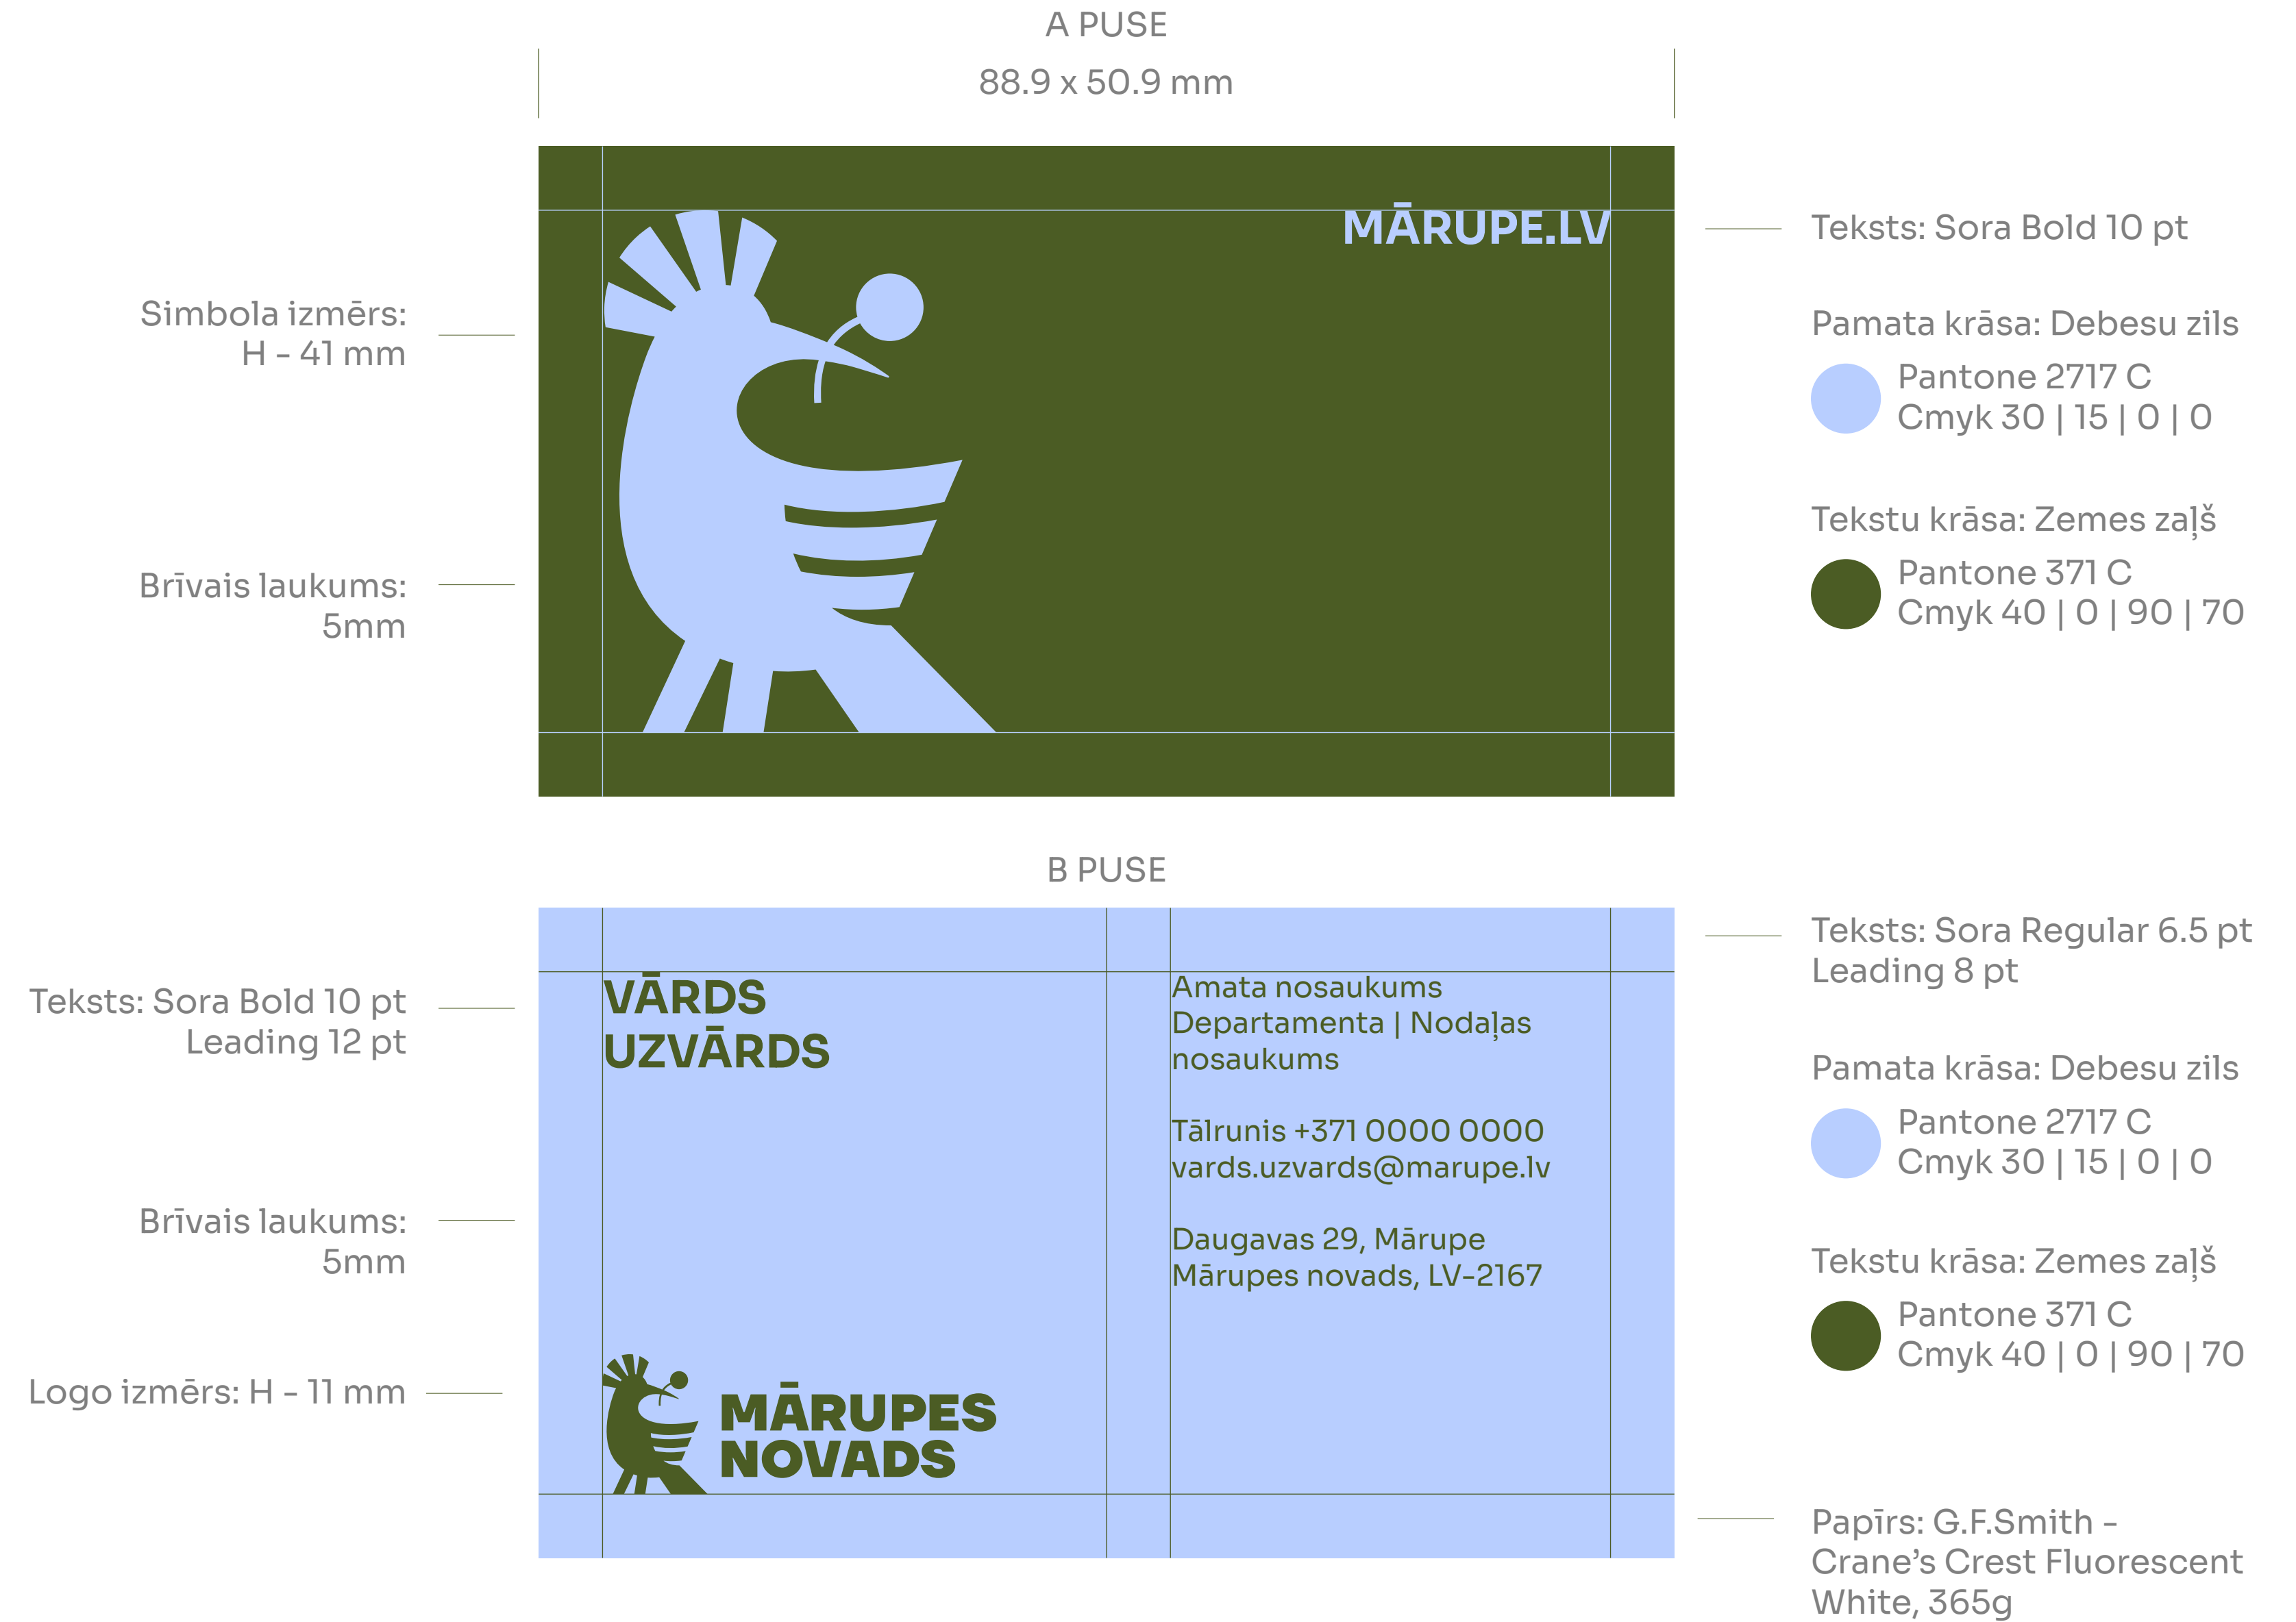 A PUSE
88.9 x 50.9 mm
MĀRUPE.LV
Simbola izmērs:
H - 41 mm
Brīvais laukums:
5mm
Teksts: Sora Bold 10 pt
Pamata krāsa: Debesu zils
Pantone 2717 C
Cmyk 30 | 15 | 0 | 0
Tekstu krāsa: Zemes zaļš
Pantone 371 C
Cmyk 40 | 0 | 90 | 70
B PUSE
Teksts: Sora Bold 10 pt
Leading 12 pt
Brīvais laukums:
5mm
Logo izmērs: H - 11 mm
VĀRDS
UZVĀRDS
MĀRUPES
NOVADS
Amata nosaukums
Departamenta | Nodaļas
nosaukums
Tālrunis +371 0000 0000
vards.uzvards@marupe.lv
Daugavas 29, Mārupe
Mārupes novads, LV-2167
Teksts: Sora Regular 6.5 pt
Leading 8 pt
Pamata krāsa: Debesu zils
Pantone 2717 C
Cmyk 30 | 15 | 0 | 0
Tekstu krāsa: Zemes zaļš
Pantone 371 C
Cmyk 40 | 0 | 90 | 70
Papīrs: G.F.Smith -
Crane’s Crest Fluorescent
White, 365g